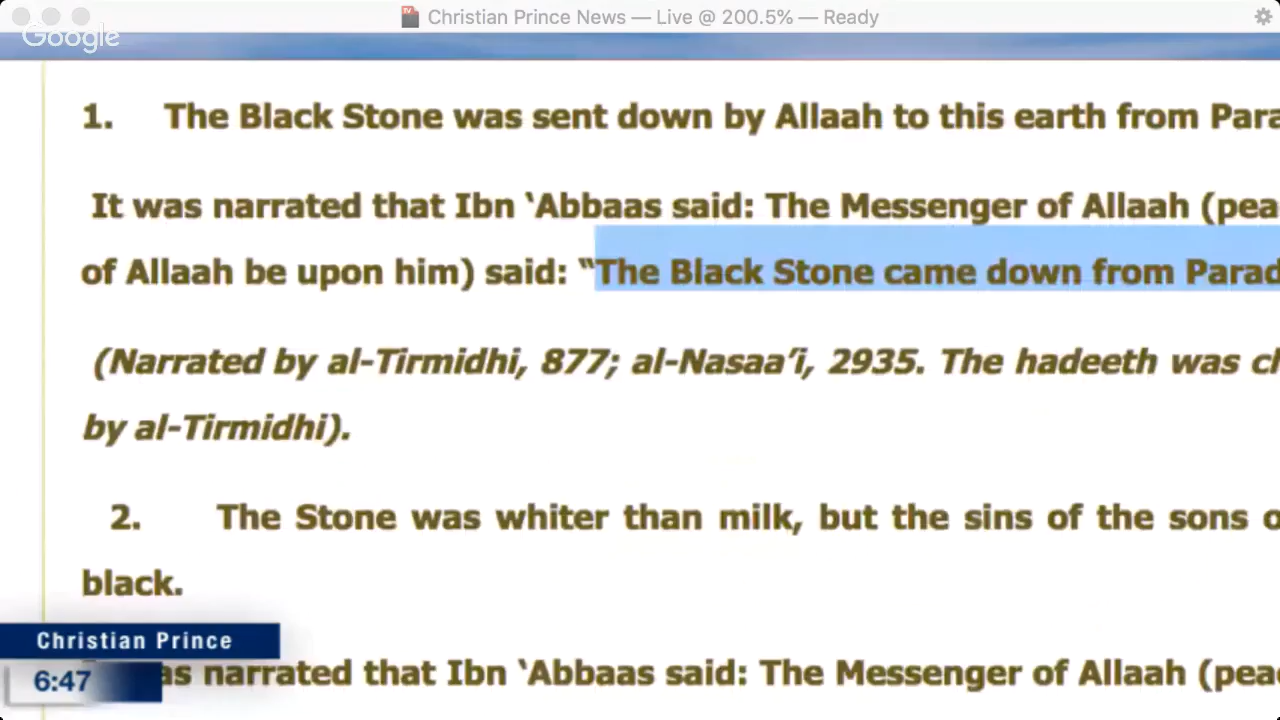 Christian Prince News — Live @ 200.5% — Ready
Google
1. The Black Stone was sent down by Allaah to this earth from Para
It was narrated that Ibn ‘Abbaas said: The Messenger of Allaah (pea
of Allaah be upon him) said: “The Black Stone came down from Parad
(Narrated by al-Tirmidhi, 877; al-Nasaa’i, 2935. The hadeeth was cl
by al-Tirmidhi).
2. The Stone was whiter than milk, but the sins of the sons o
black.
Christian Prince
as narrated that Ibn ‘Abbaas said: The Messenger of Allaah (pea
6:47